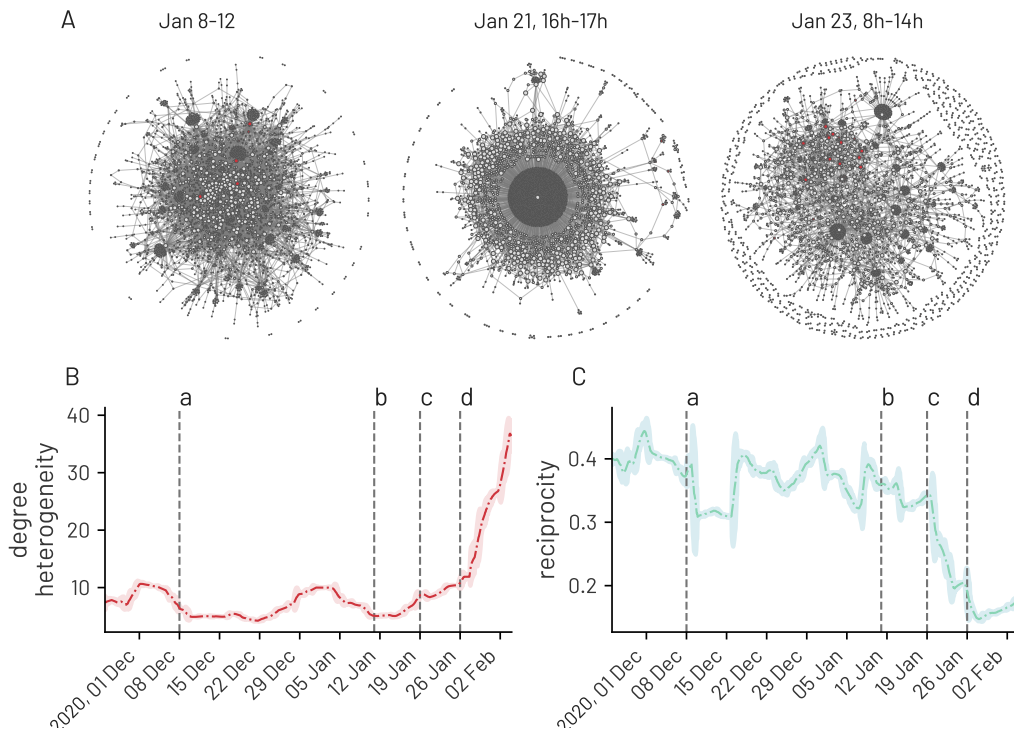 A
Jan 8-12
Jan 21, 16h-17h
Jan 23, 8h-14h
B
a
b
c
d
40
30
20
10
degree
heterogeneity
2020, 01 Dec
08 Dec
15 Dec
22 Dec
29 Dec
05 Jan
12 Jan
19 Jan
26 Jan
02 Feb
C
a
b
c
d
0.4
0.3
0.2
reciprocity
2020, 01 Dec
08 Dec
15 Dec
22 Dec
29 Dec
05 Jan
12 Jan
19 Jan
26 Jan
02 Feb